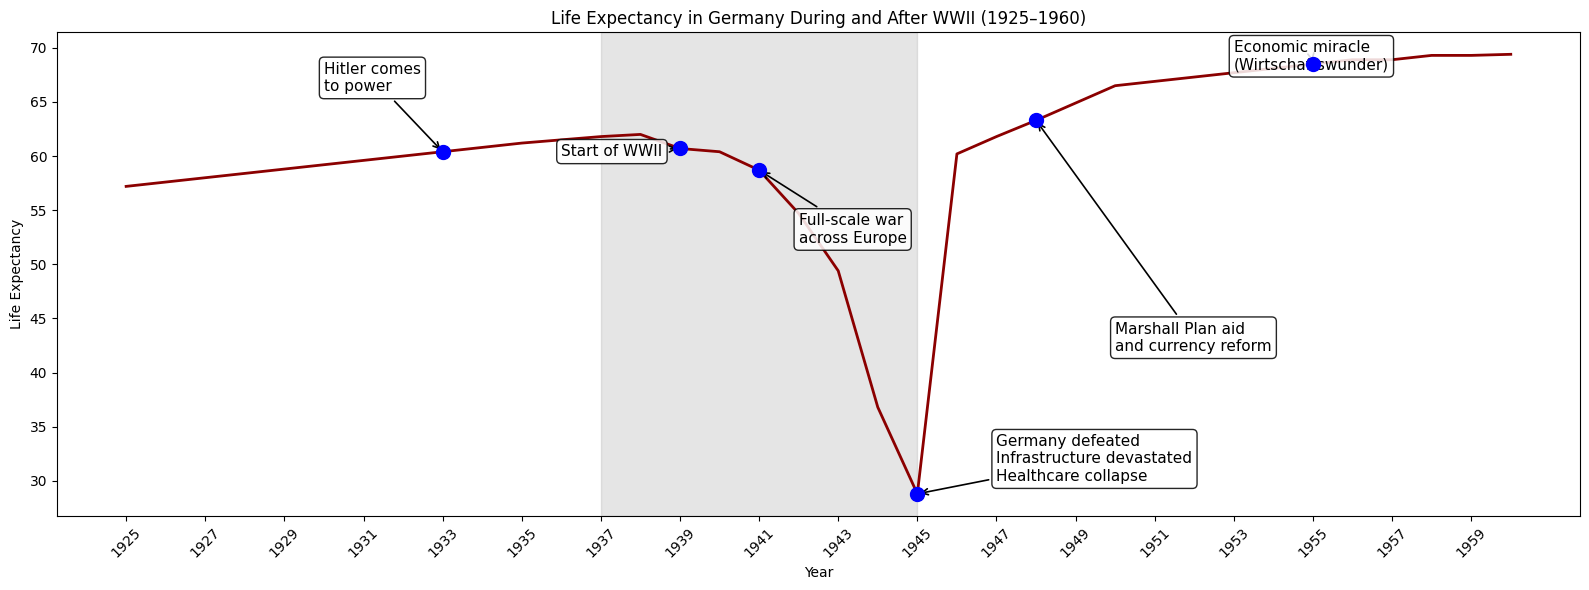 Life Expectancy in Germany During and After WWII (1925–1960)
Life Expectancy
70
65
60
55
50
45
40
35
30
Hitler comes
to power
Start of WWII
Full-scale war
across Europe
Germany defeated
Infrastructure devastated
Healthcare collapse
Marshall Plan aid
and currency reform
Economic miracle
1925
1927
1929
1931
1933
1935
1937
1939
1941
1943
1945
1947
1949
1951
1953
1955
1957
1959
Year